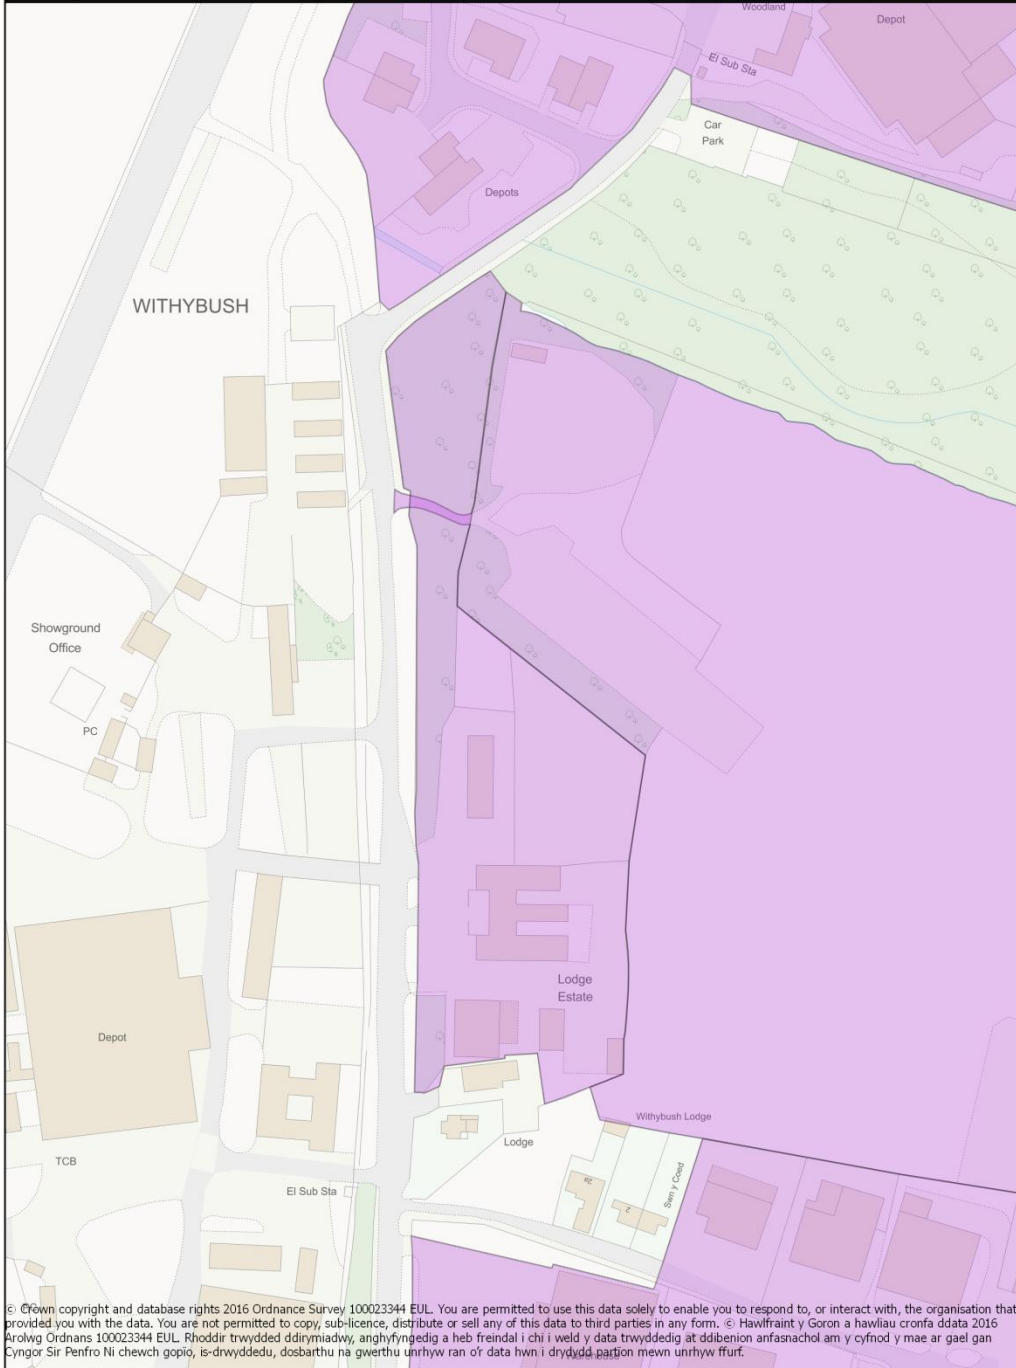 Woodland
Depot
El Sub Sta
Car
Park
Depots
WITHYBUSH
Showground
Office
PC
Lodge
Estate
Depot
Withybush Lodge
Lodge
TCB
Swn y Coed
El Sub Sta
2
© Crown copyright and database rights 2016 Ordnance Survey 100023344 EUL. You are permitted to use this data solely to enable you to respond to, or interact with, the organisation that
provided you with the data. You are not permitted to copy, sub-licence, distribute or sell any of this data to third parties in any form. © Hawlfraint y Goron a hawliau cronfa ddata 2016
Arolwg Ordnans 100023344 EUL. Rhoddir trwydded ddirymiadwy, anghyfyngedig a heb freindal i chi i weld y data trwyddedig at ddibenion anfasnachol am y cyfnod y mae ar gael gan
Cyngor Sir Penfro Ni chewch gopïo, is-drwyddedu, dosbarthu na gwerthu unrhyw ran o'r data hwn i drydydd partïon mewn unrhyw ffurf.
Warehouse